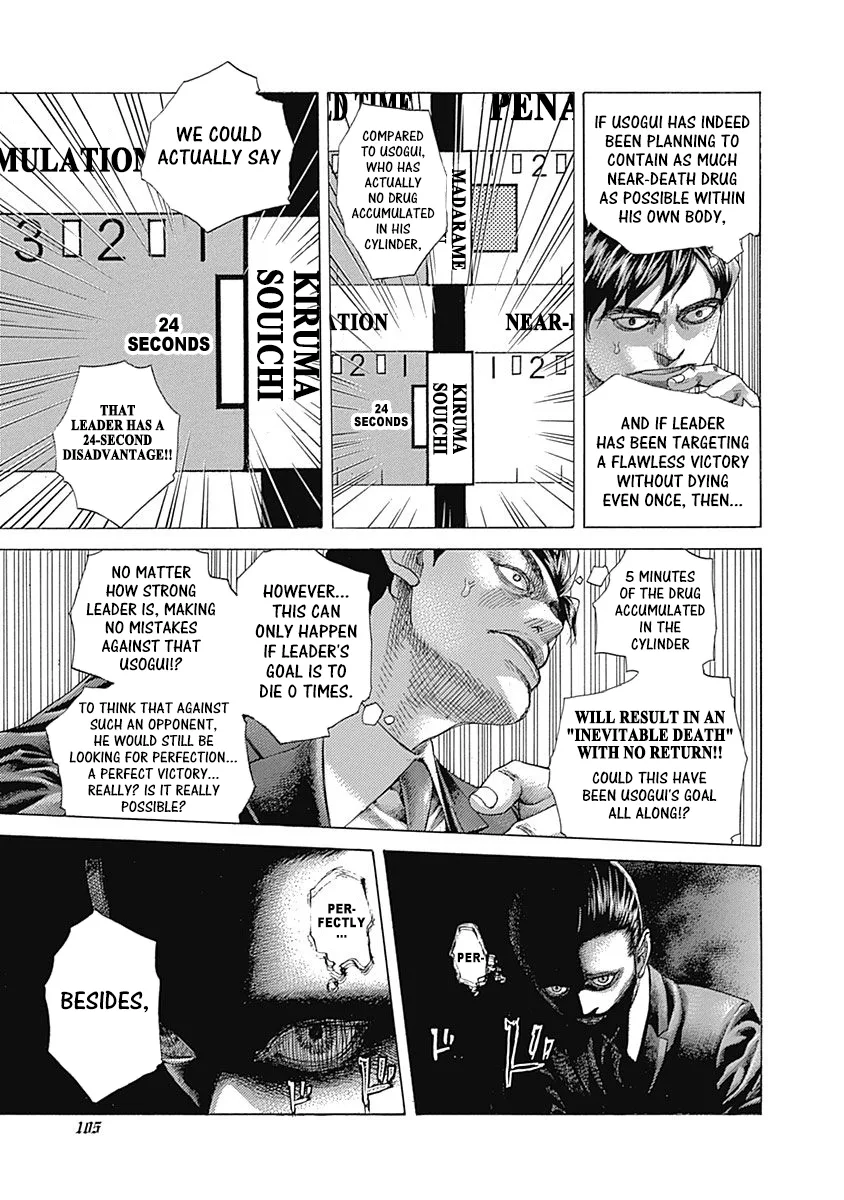 IF USOGUI HAS INDEED
BEEN PLANNING TO
CONTAIN AS MUCH
NEAR-DEATH DRUG
AS POSSIBLE WITHIN
HIS OWN BODY,
AND IF LEADER
HAS BEEN TARGETING
A FLAWLESS VICTORY
WITHOUT DYING
EVEN ONCE, THEN...
ED TIME
PENA
COMPARED
TO USOGUI,
WHO HAS
ACTUALLY
NO DRUG
ACCUMULATED
IN HIS
CYLINDER,
MADARAME
1 2
ATION
NEAR-
3 2 1
24
SECONDS
KIRUMA
SOUICHI
1 2
WE COULD
ACTUALLY SAY
MULATION
3 2 1
24
SECONDS
KIRUMA
SOUICHI
THAT
LEADER HAS A
24-SECOND
DISADVANTAGE!!
5 MINUTES
OF THE DRUG
ACCUMULATED
IN THE
CYLINDER
WILL RESULT IN AN
"INEVITABLE DEATH"
WITH NO RETURN!!
COULD THIS HAVE
BEEN USOGUI'S GOAL
ALL ALONG!?
HOWEVER...
THIS CAN
ONLY HAPPEN
IF LEADER'S
GOAL IS TO
DIE 0 TIMES.
NO MATTER
HOW STRONG
LEADER IS, MAKING
NO MISTAKES
AGAINST THAT
USOGUI!?
TO THINK THAT AGAINST
SUCH AN OPPONENT,
HE WOULD STILL BE
LOOKING FOR PERFECTION...
A PERFECT VICTORY...
REALLY? IS IT REALLY
POSSIBLE?
PER-
ドド
PER-
FECTLY
...
ドド
BESIDES,
105